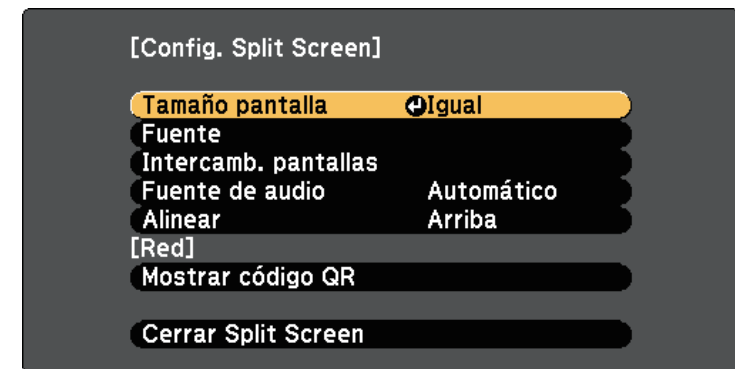 [Config. Split Screen]
Tamaño pantalla Igual
Fuente
Intercamb. pantallas
Fuente de audio Automático
Alinear Arriba
[Red]
Mostrar código QR
Cerrar Split Screen